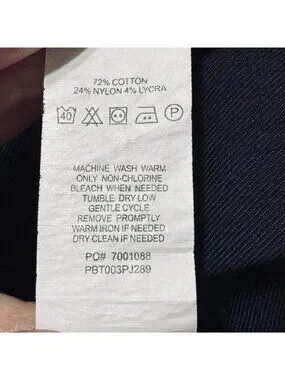 72% COTTON
24% NYLON 4% LYCRA
40 P
MACHINE WASH WARM
ONLY NON-CHLORINE
BLEACH WHEN NEEDED
TUMBLE DRY LOW
GENTLE CYCLE
REMOVE PROMPTLY
WARM IRON IF NEEDED
DRY CLEAN IF NEEDED
PO# 7001088
PBT003PJ289